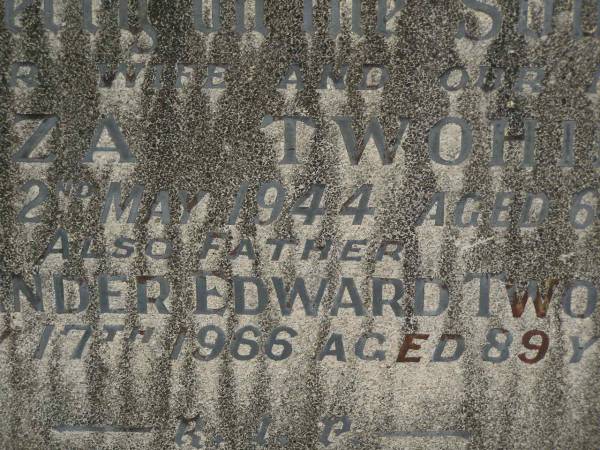 WIFE AND OUR
ZA TWOHI
2ND MAY 1944 AGED 6
ALSO FATHER
NDER EDWARD TWO
17TH 1966 AGED 89 Y
R. I. P.